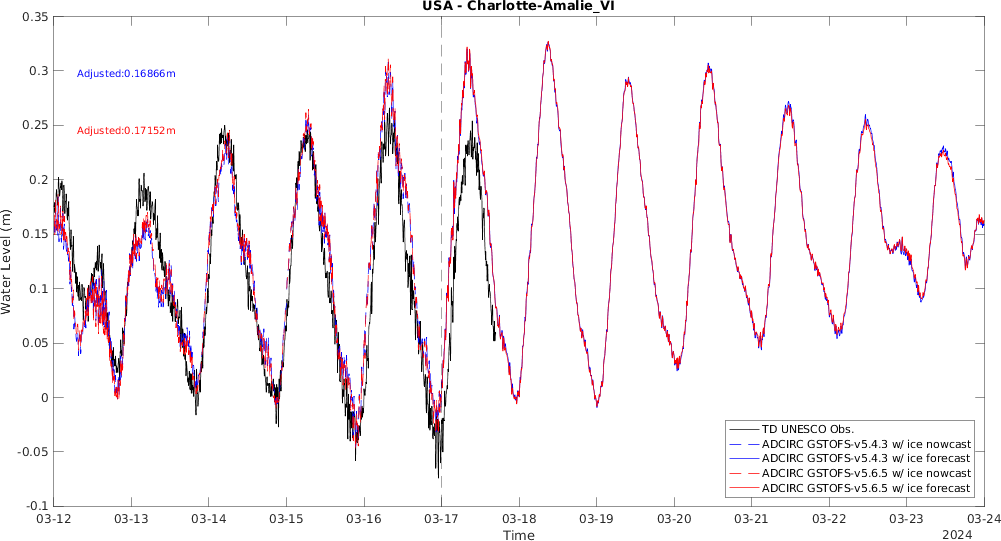 USA - Charlotte-Amalie_VI
0.35
0.3
0.25
0.2
0.15
0.1
0.05
0
-0.05
-0.1
Water Level (m)
Adjusted:0.16866m
Adjusted:0.17152m
TD UNESCO Obs.
ADCIRC GSTOFS-v5.4.3 w/ ice nowcast
ADCIRC GSTOFS-v5.4.3 w/ ice forecast
ADCIRC GSTOFS-v5.6.5 w/ ice nowcast
ADCIRC GSTOFS-v5.6.5 w/ ice forecast
03-12 03-13 03-14 03-15 03-16 03-17 03-18 03-19 03-20 03-21 03-22 03-23 03-24
Time
2024